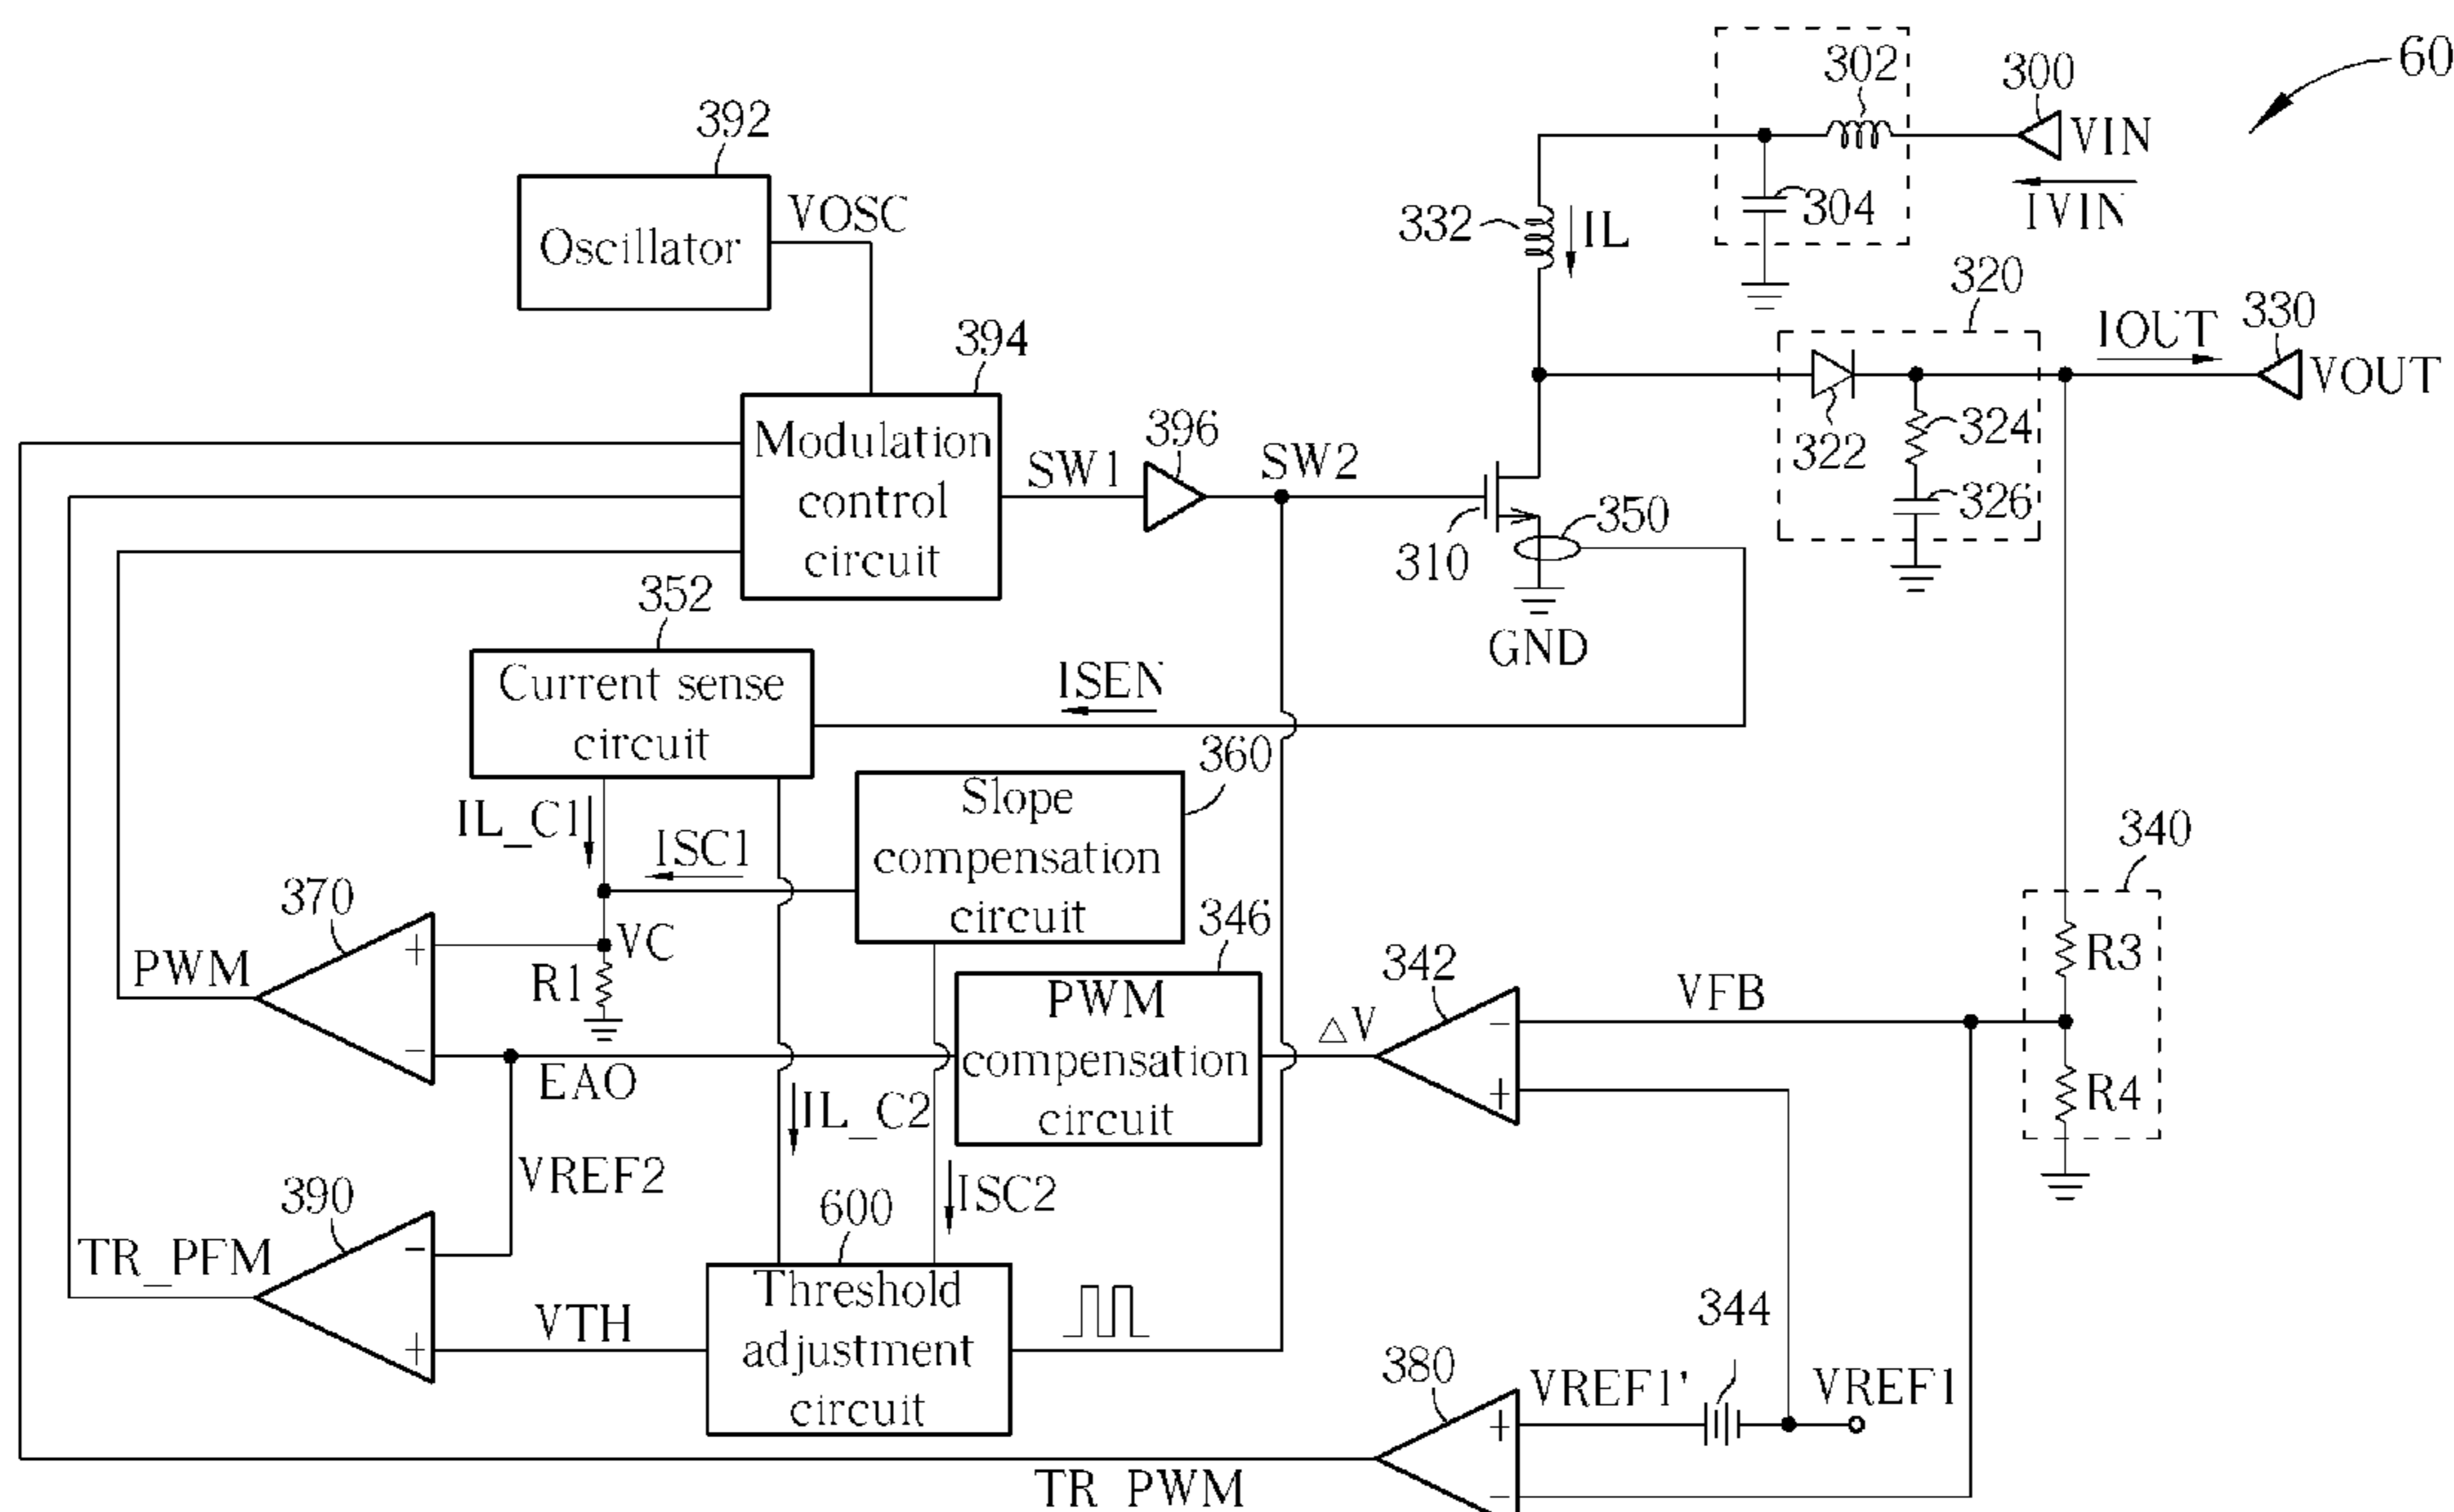 60
302
300
VIN
IVIN
304
392
Oscillator
VOSC
332
IL
320
IOUT
330
VOUT
394
Modulation
control
circuit
SW1
396
SW2
322
324
326
310
350
GND
352
Current sense
circuit
ISEN
360
Slope
compensation
circuit
IL_C1
ISC1
340
370
+
−
PWM
VC
R1
346
PWM
compensation
circuit
342
△V
−
+
VFB
R3
R4
EAO
IL_C2
VREF2
ISC2
390
−
+
TR_PFM
VTH
600
Threshold
adjustment
circuit
344
380
VREF1'
VREF1
+
−
TR_PWM